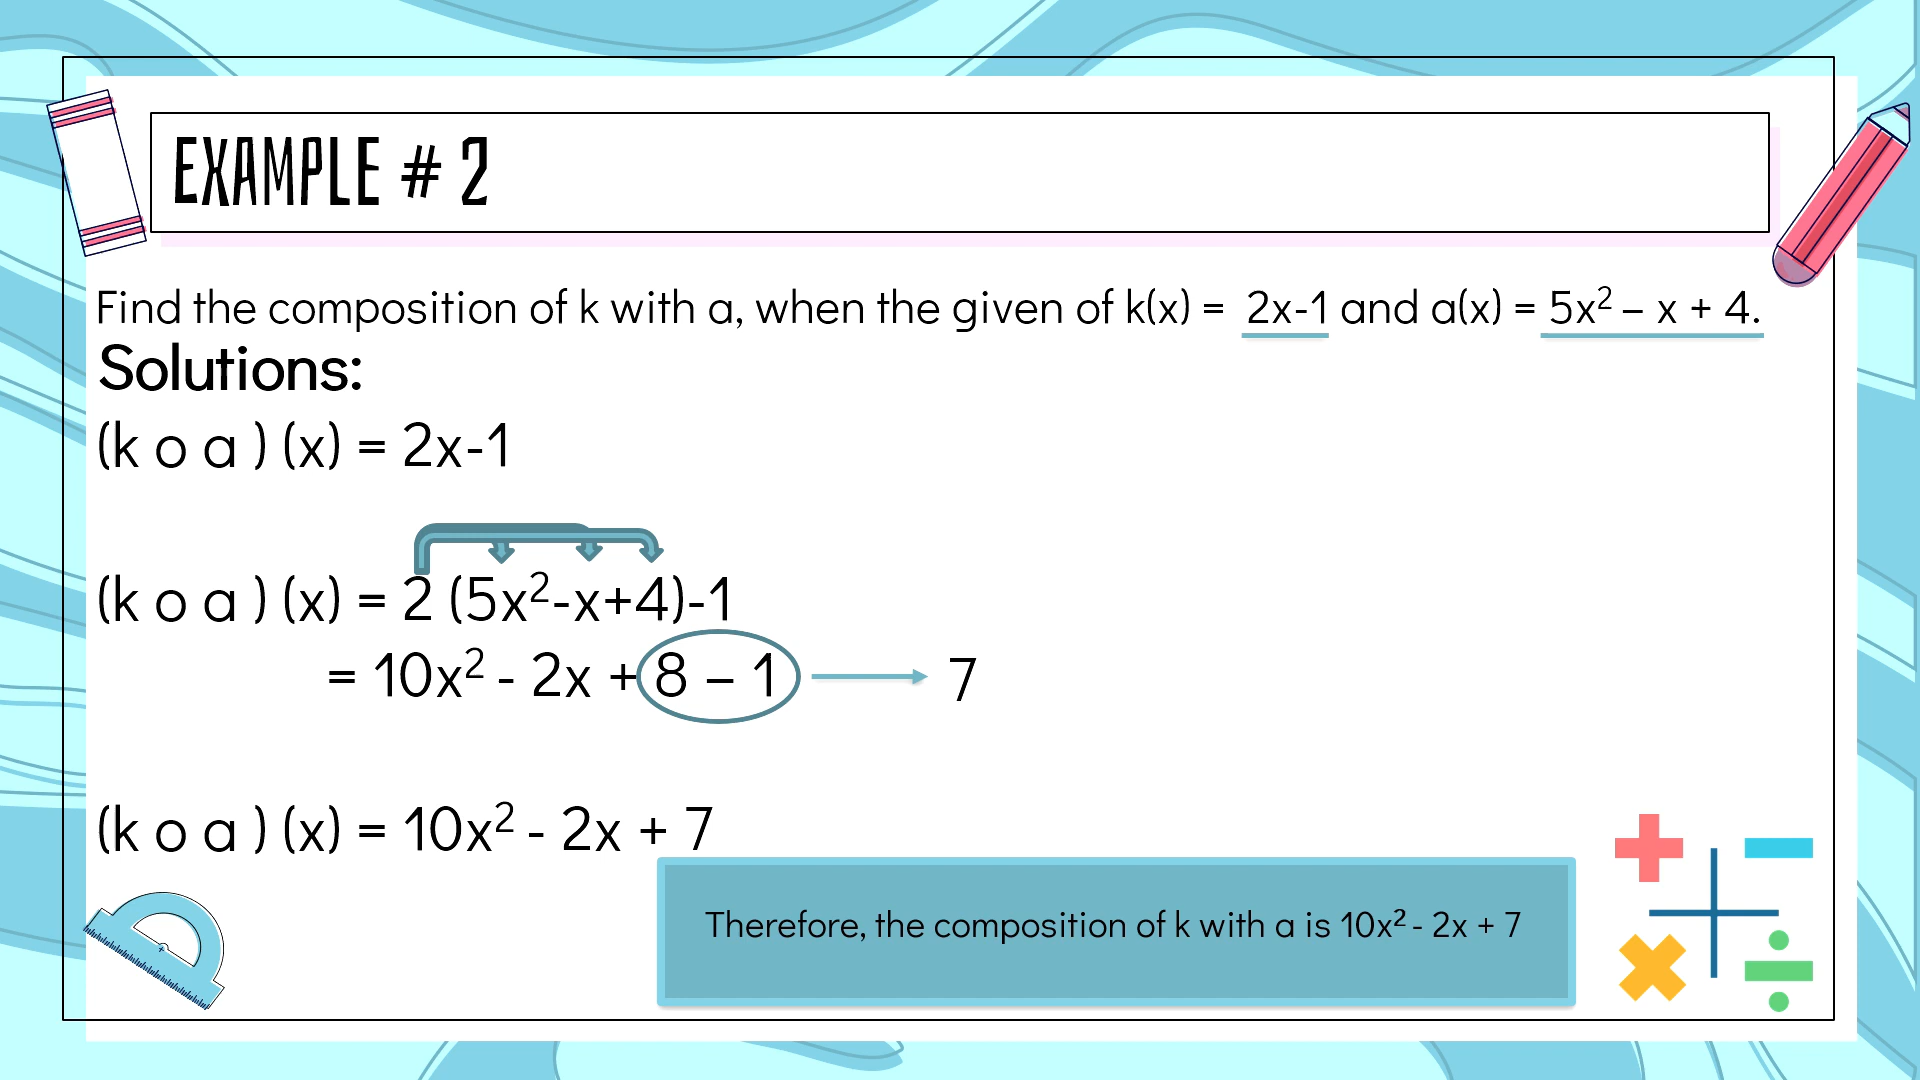 EXAMPLE # 2
Find the composition of k with a, when the given of k(x) = 2x-1 and a(x) = 5x² – x + 4.
Solutions:
(k o a ) (x) = 2x-1
(k o a ) (x) = 2 (5x²-x+4)-1
= 10x² - 2x + 8 – 1 → 7
(k o a ) (x) = 10x² - 2x + 7
Therefore, the composition of k with a is 10x² - 2x + 7